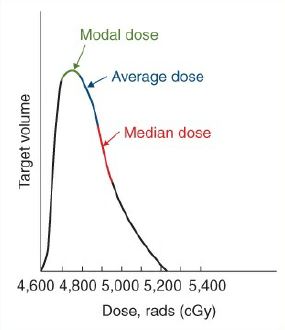 Modal dose
Average dose
Median dose
Target volume
4,600 4,800 5,000 5,200 5,400
Dose, rads (cGy)